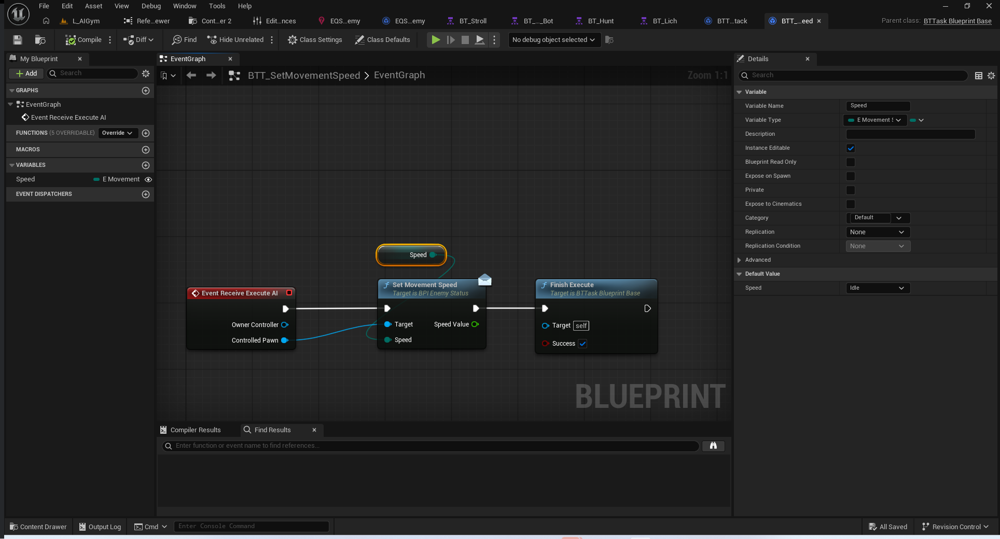 File Edit Asset View Debug Window Tools Help
L_AIGym Refe...ewer Cont...er 2 Edit...nces EQS...emy EQS...emy BT_Stroll BT_..._Bot BT_Hunt BT_Lich BTT...tack BTT_...eed Parent class: BTTask Blueprint Base
Compile Diff Find Hide Unrelated Class Settings Class Defaults No debug object selected
My Blueprint
Add Search
GRAPHS
EventGraph
Event Receive Execute AI
FUNCTIONS (5 OVERRIDABLE) Override
MACROS
VARIABLES
Speed E Movement
EVENT DISPATCHERS
EventGraph
BTT_SetMovementSpeed > EventGraph Zoom 1:1
Speed
Event Receive Execute AI
Owner Controller
Controlled Pawn
Set Movement Speed
Target is BPI Enemy Status
Target Speed Value
Speed
Finish Execute
Target is BTTask Blueprint Base
Target self
Success
BLUEPRINT
Compiler Results Find Results
Enter function or event name to find references...
Details
Search
Variable
Variable Name Speed
Variable Type E Movement
Description
Instance Editable
Blueprint Read Only
Expose on Spawn
Private
Expose to Cinematics
Category Default
Replication None
Replication Condition None
Advanced
Default Value
Speed Idle
Content Drawer Output Log Cmd Enter Console Command All Saved Revision Control